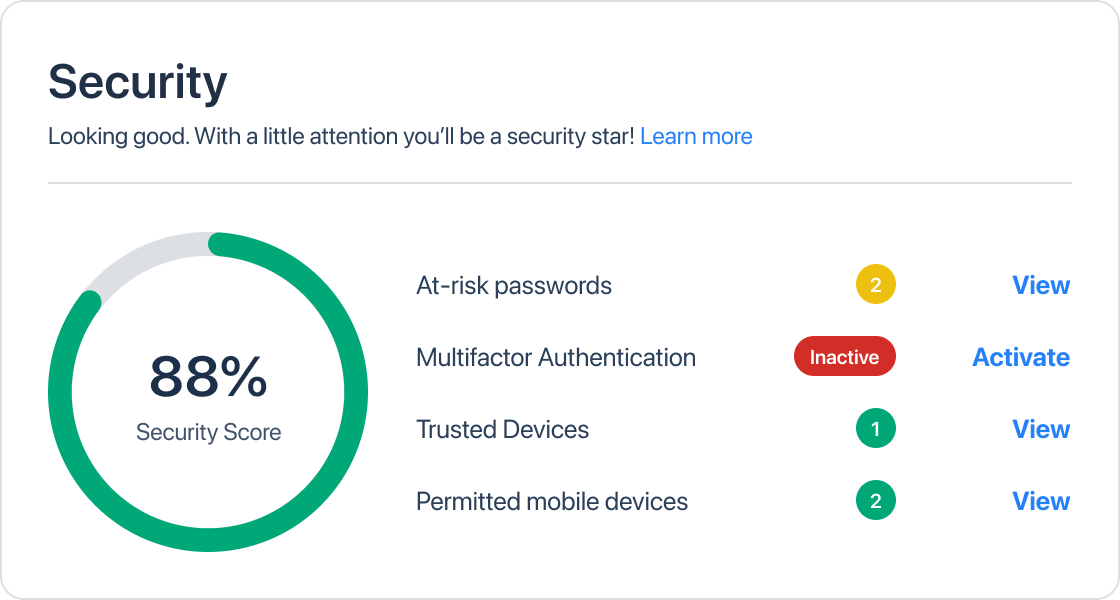 Security
Looking good. With a little attention you’ll be a security star! Learn more
88%
Security Score
At-risk passwords 2 View
Multifactor Authentication Inactive Activate
Trusted Devices 1 View
Permitted mobile devices 2 View